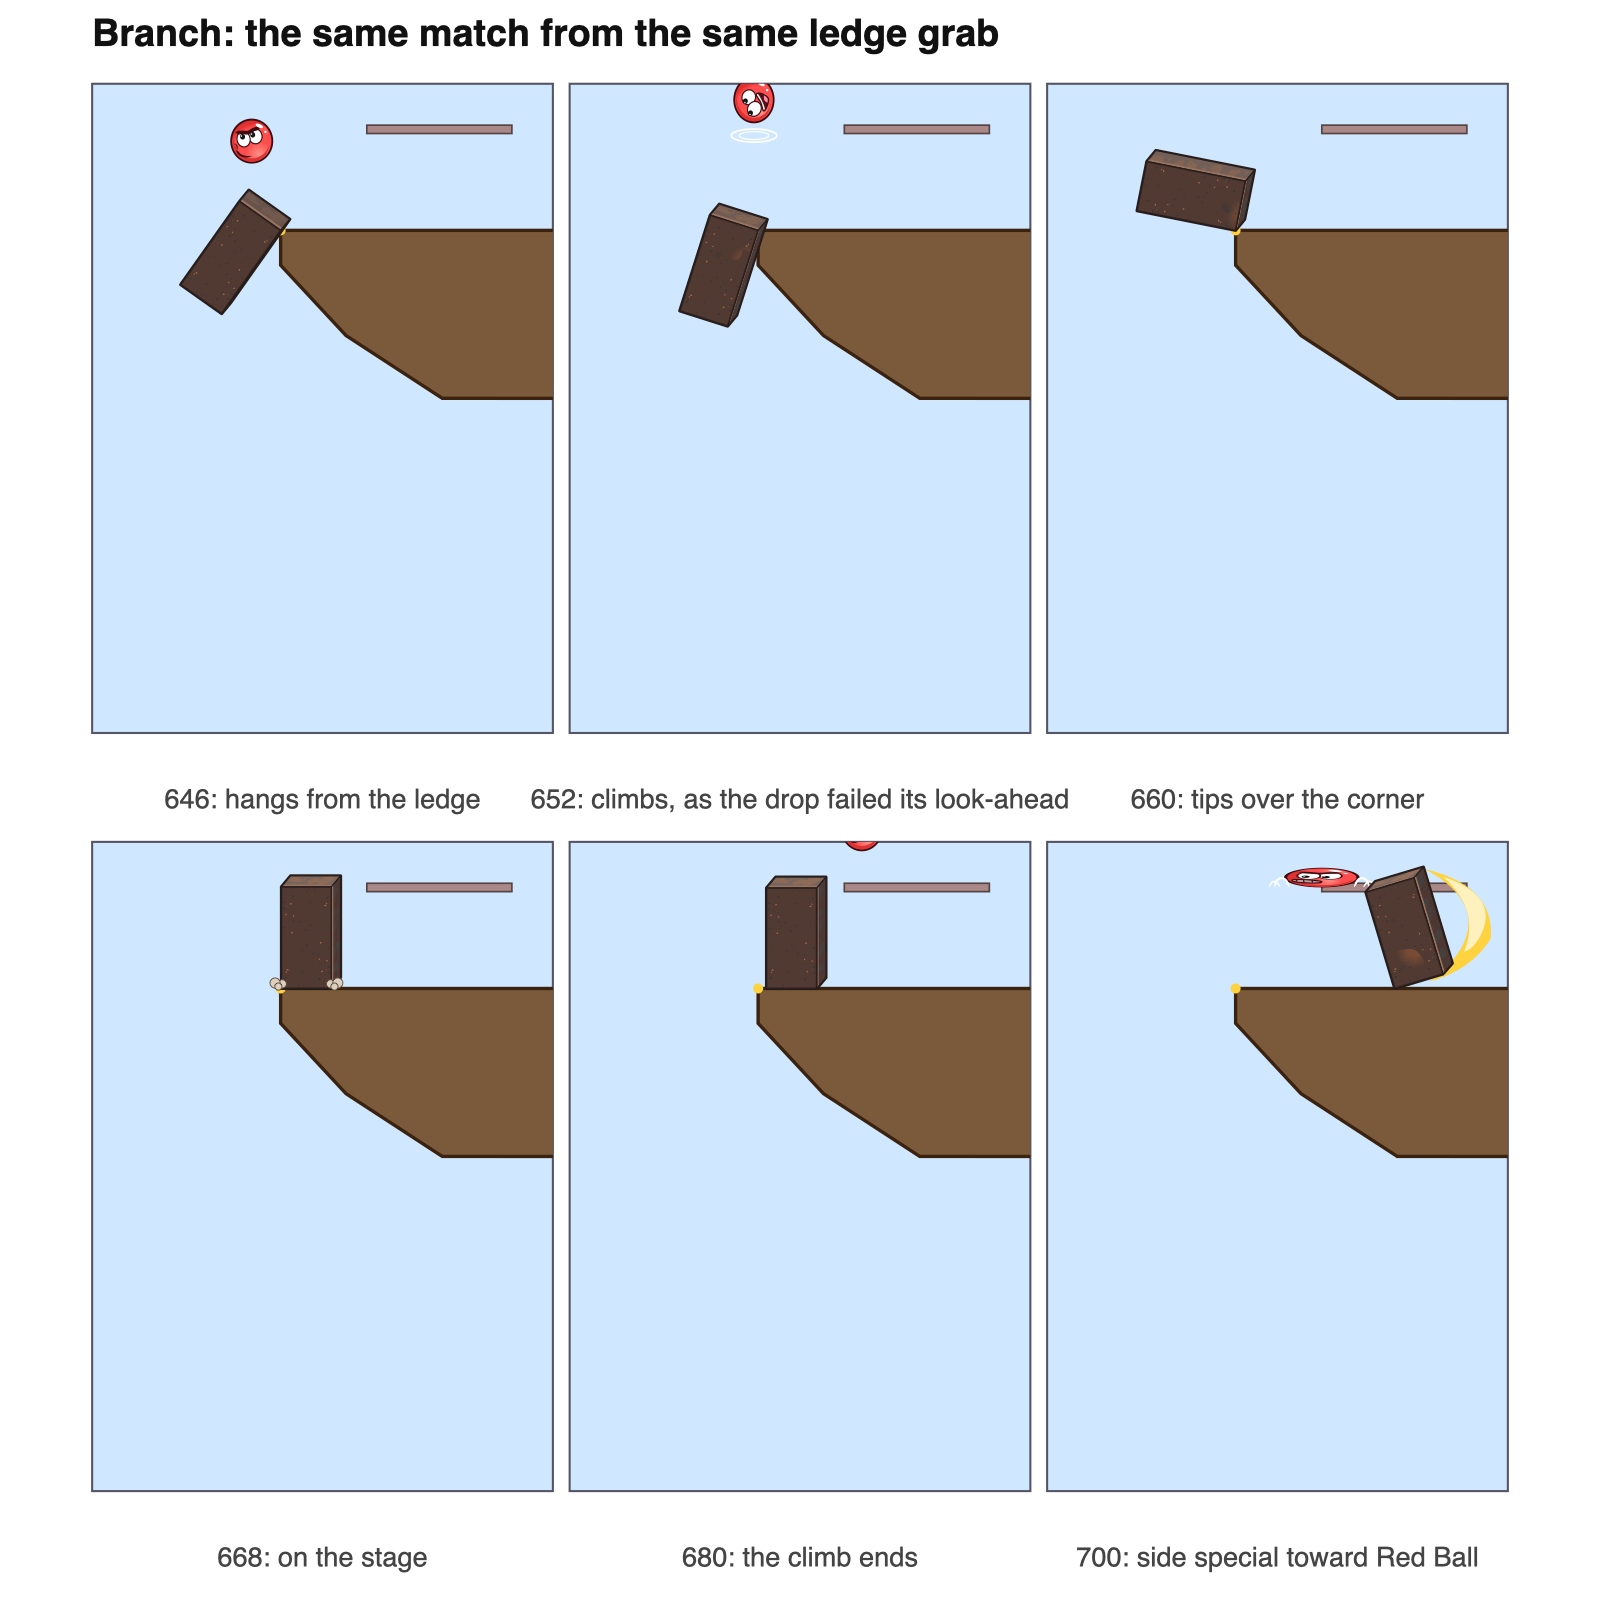 Branch: the same match from the same ledge grab
646: hangs from the ledge
652: climbs, as the drop failed its look-ahead
660: tips over the corner
668: on the stage
680: the climb ends
700: side special toward Red Ball